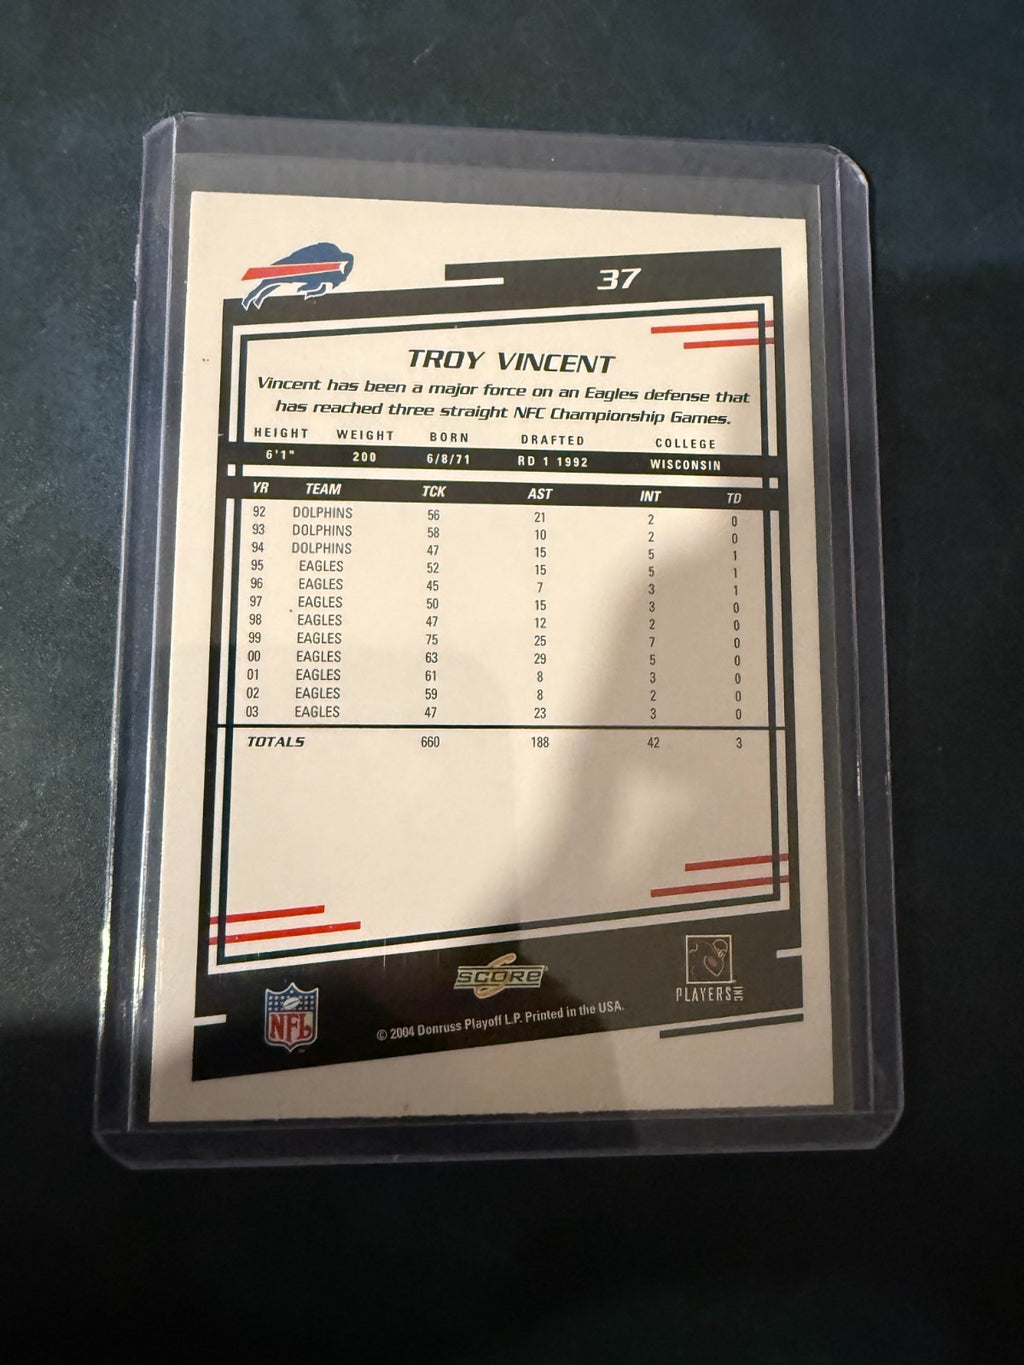 37
TROY VINCENT
Vincent has been a major force on an Eagles defense that
has reached three straight NFC Championship Games.
HEIGHT WEIGHT BORN DRAFTED COLLEGE
6'1" 200 6/8/71 RD 1 1992 WISCONSIN
YR TEAM TCK AST INT TD
92 DOLPHINS 56 21 2 0
93 DOLPHINS 58 10 2 0
94 DOLPHINS 47 15 5 1
95 EAGLES 52 15 5 1
96 EAGLES 45 7 3 1
97 EAGLES 50 15 3 0
98 EAGLES 47 12 2 0
99 EAGLES 75 25 7 0
00 EAGLES 63 29 5 0
01 EAGLES 61 8 3 0
02 EAGLES 59 8 2 0
03 EAGLES 47 23 3 0
TOTALS 660 188 42 3
SCORE
NFL
PLAYERS INC
© 2004 Donruss Playoff L.P. Printed in the USA.